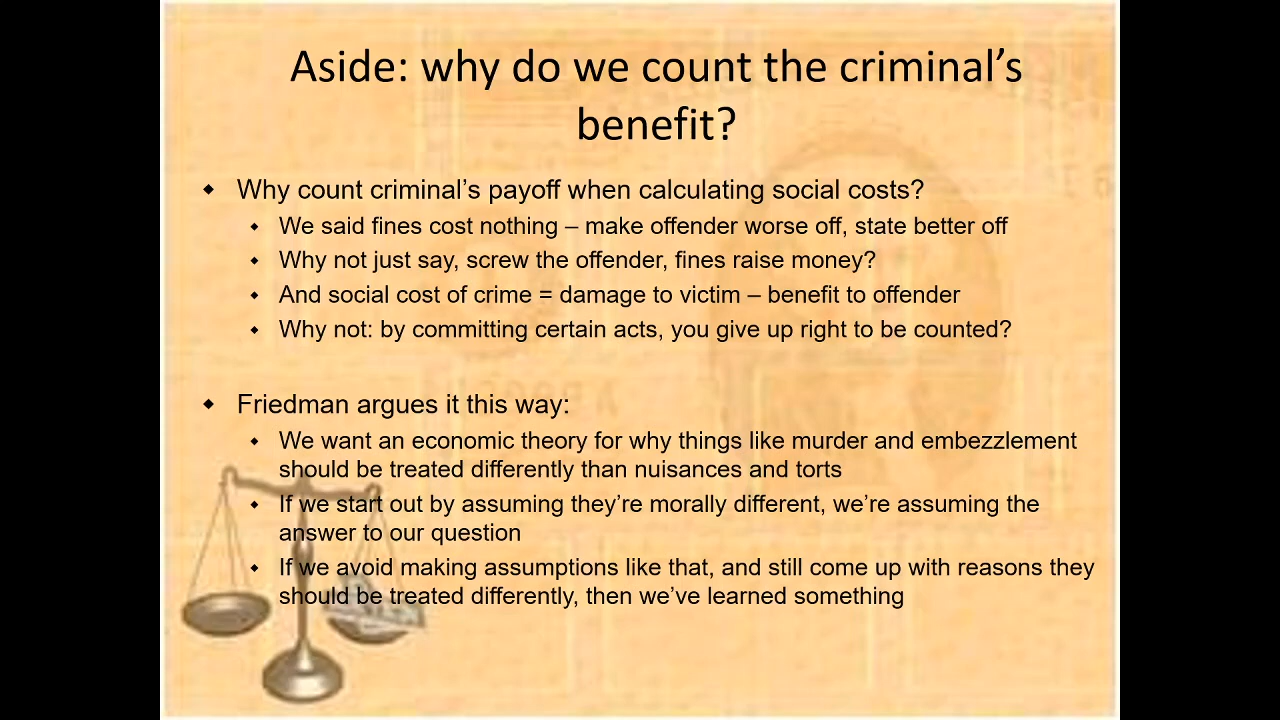 Aside: why do we count the criminal’s
benefit?
Why count criminal’s payoff when calculating social costs?
We said fines cost nothing – make offender worse off, state better off
Why not just say, screw the offender, fines raise money?
And social cost of crime = damage to victim – benefit to offender
Why not: by committing certain acts, you give up right to be counted?
Friedman argues it this way:
We want an economic theory for why things like murder and embezzlement
should be treated differently than nuisances and torts
If we start out by assuming they’re morally different, we’re assuming the
answer to our question
If we avoid making assumptions like that, and still come up with reasons they
should be treated differently, then we’ve learned something